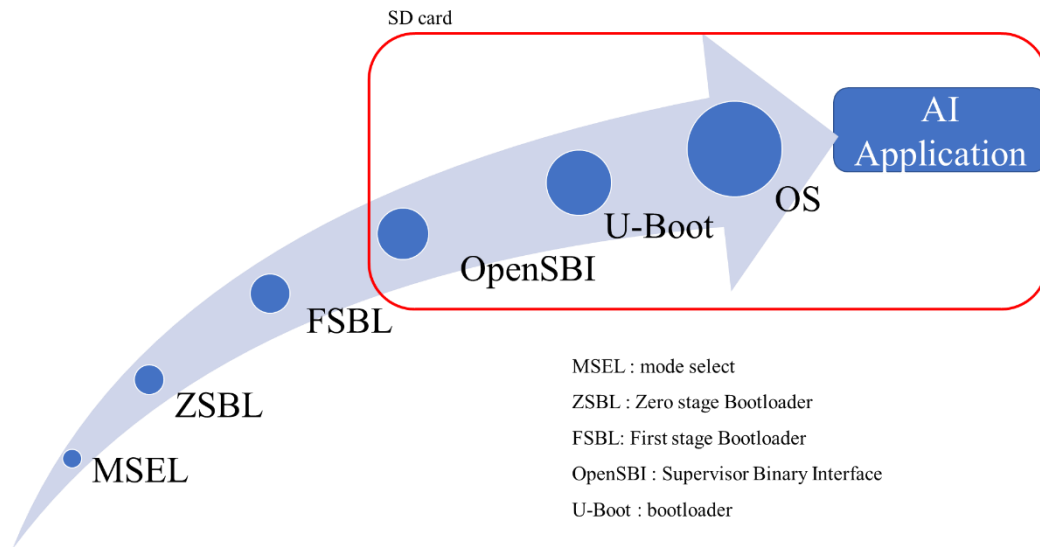 SD card
AI
Application
OS
U-Boot
OpenSBI
FSBL
ZSBL
MSEL
MSEL : mode select
ZSBL : Zero stage Bootloader
FSBL: First stage Bootloader
OpenSBI : Supervisor Binary Interface
U-Boot : bootloader